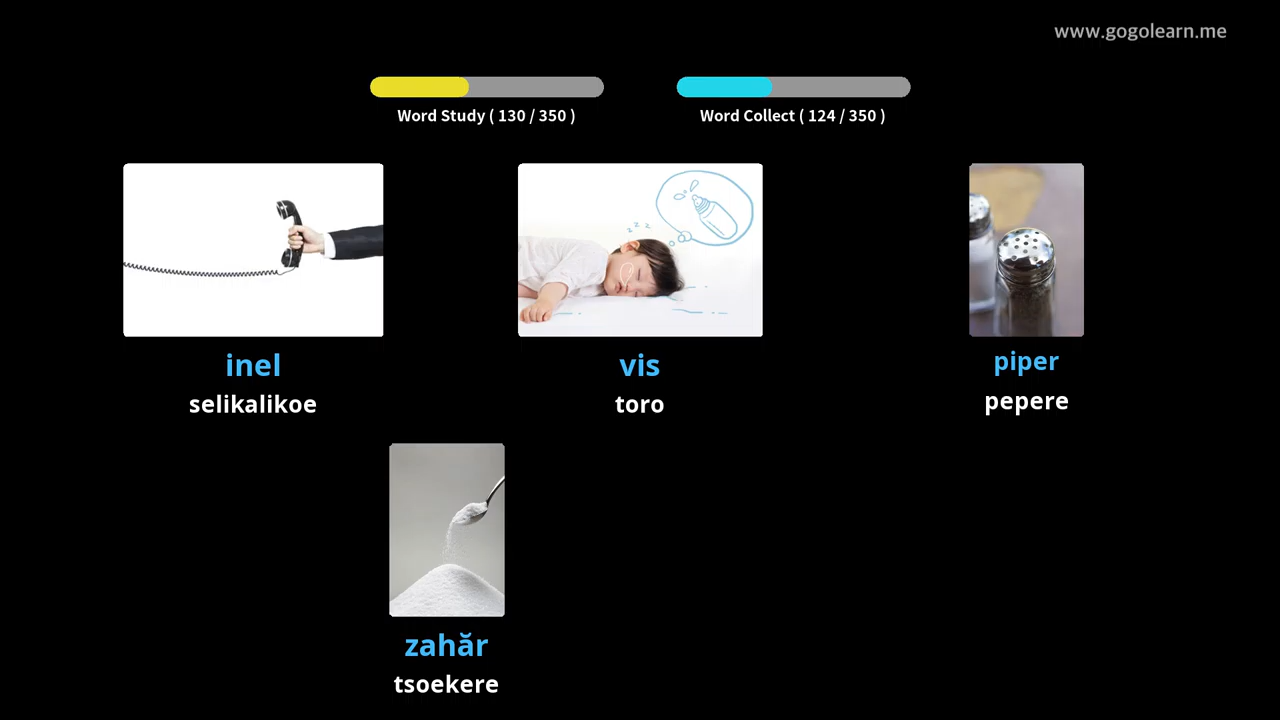 www.gogolearn.me
Word Study ( 130 / 350 )
Word Collect ( 124 / 350 )
inel
selikalikoe
vis
toro
piper
pepere
zahăr
tsoekere